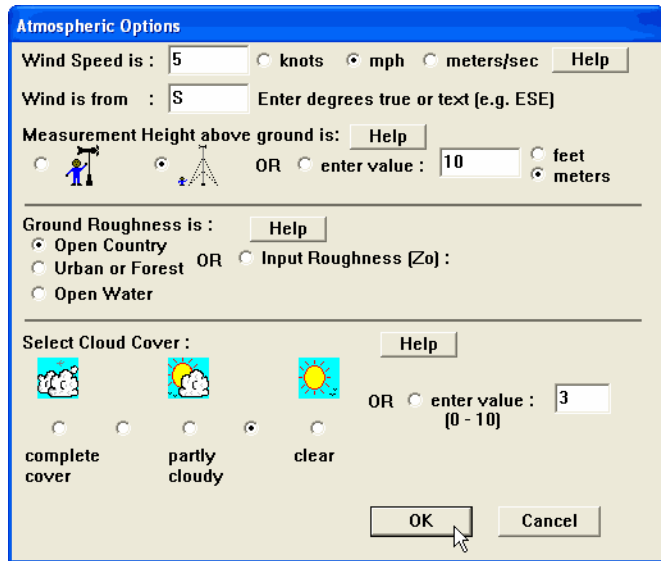 Atmospheric Options
Wind Speed is : 5 knots mph meters/sec Help
Wind is from : S Enter degrees true or text (e.g. ESE)
Measurement Height above ground is: Help
OR enter value : 10 feet
meters
Ground Roughness is : Help
Open Country
Urban or Forest OR Input Roughness (Zo) :
Open Water
Select Cloud Cover : Help
OR enter value : 3
(0 - 10)
complete cover
partly cloudy
clear
OK Cancel